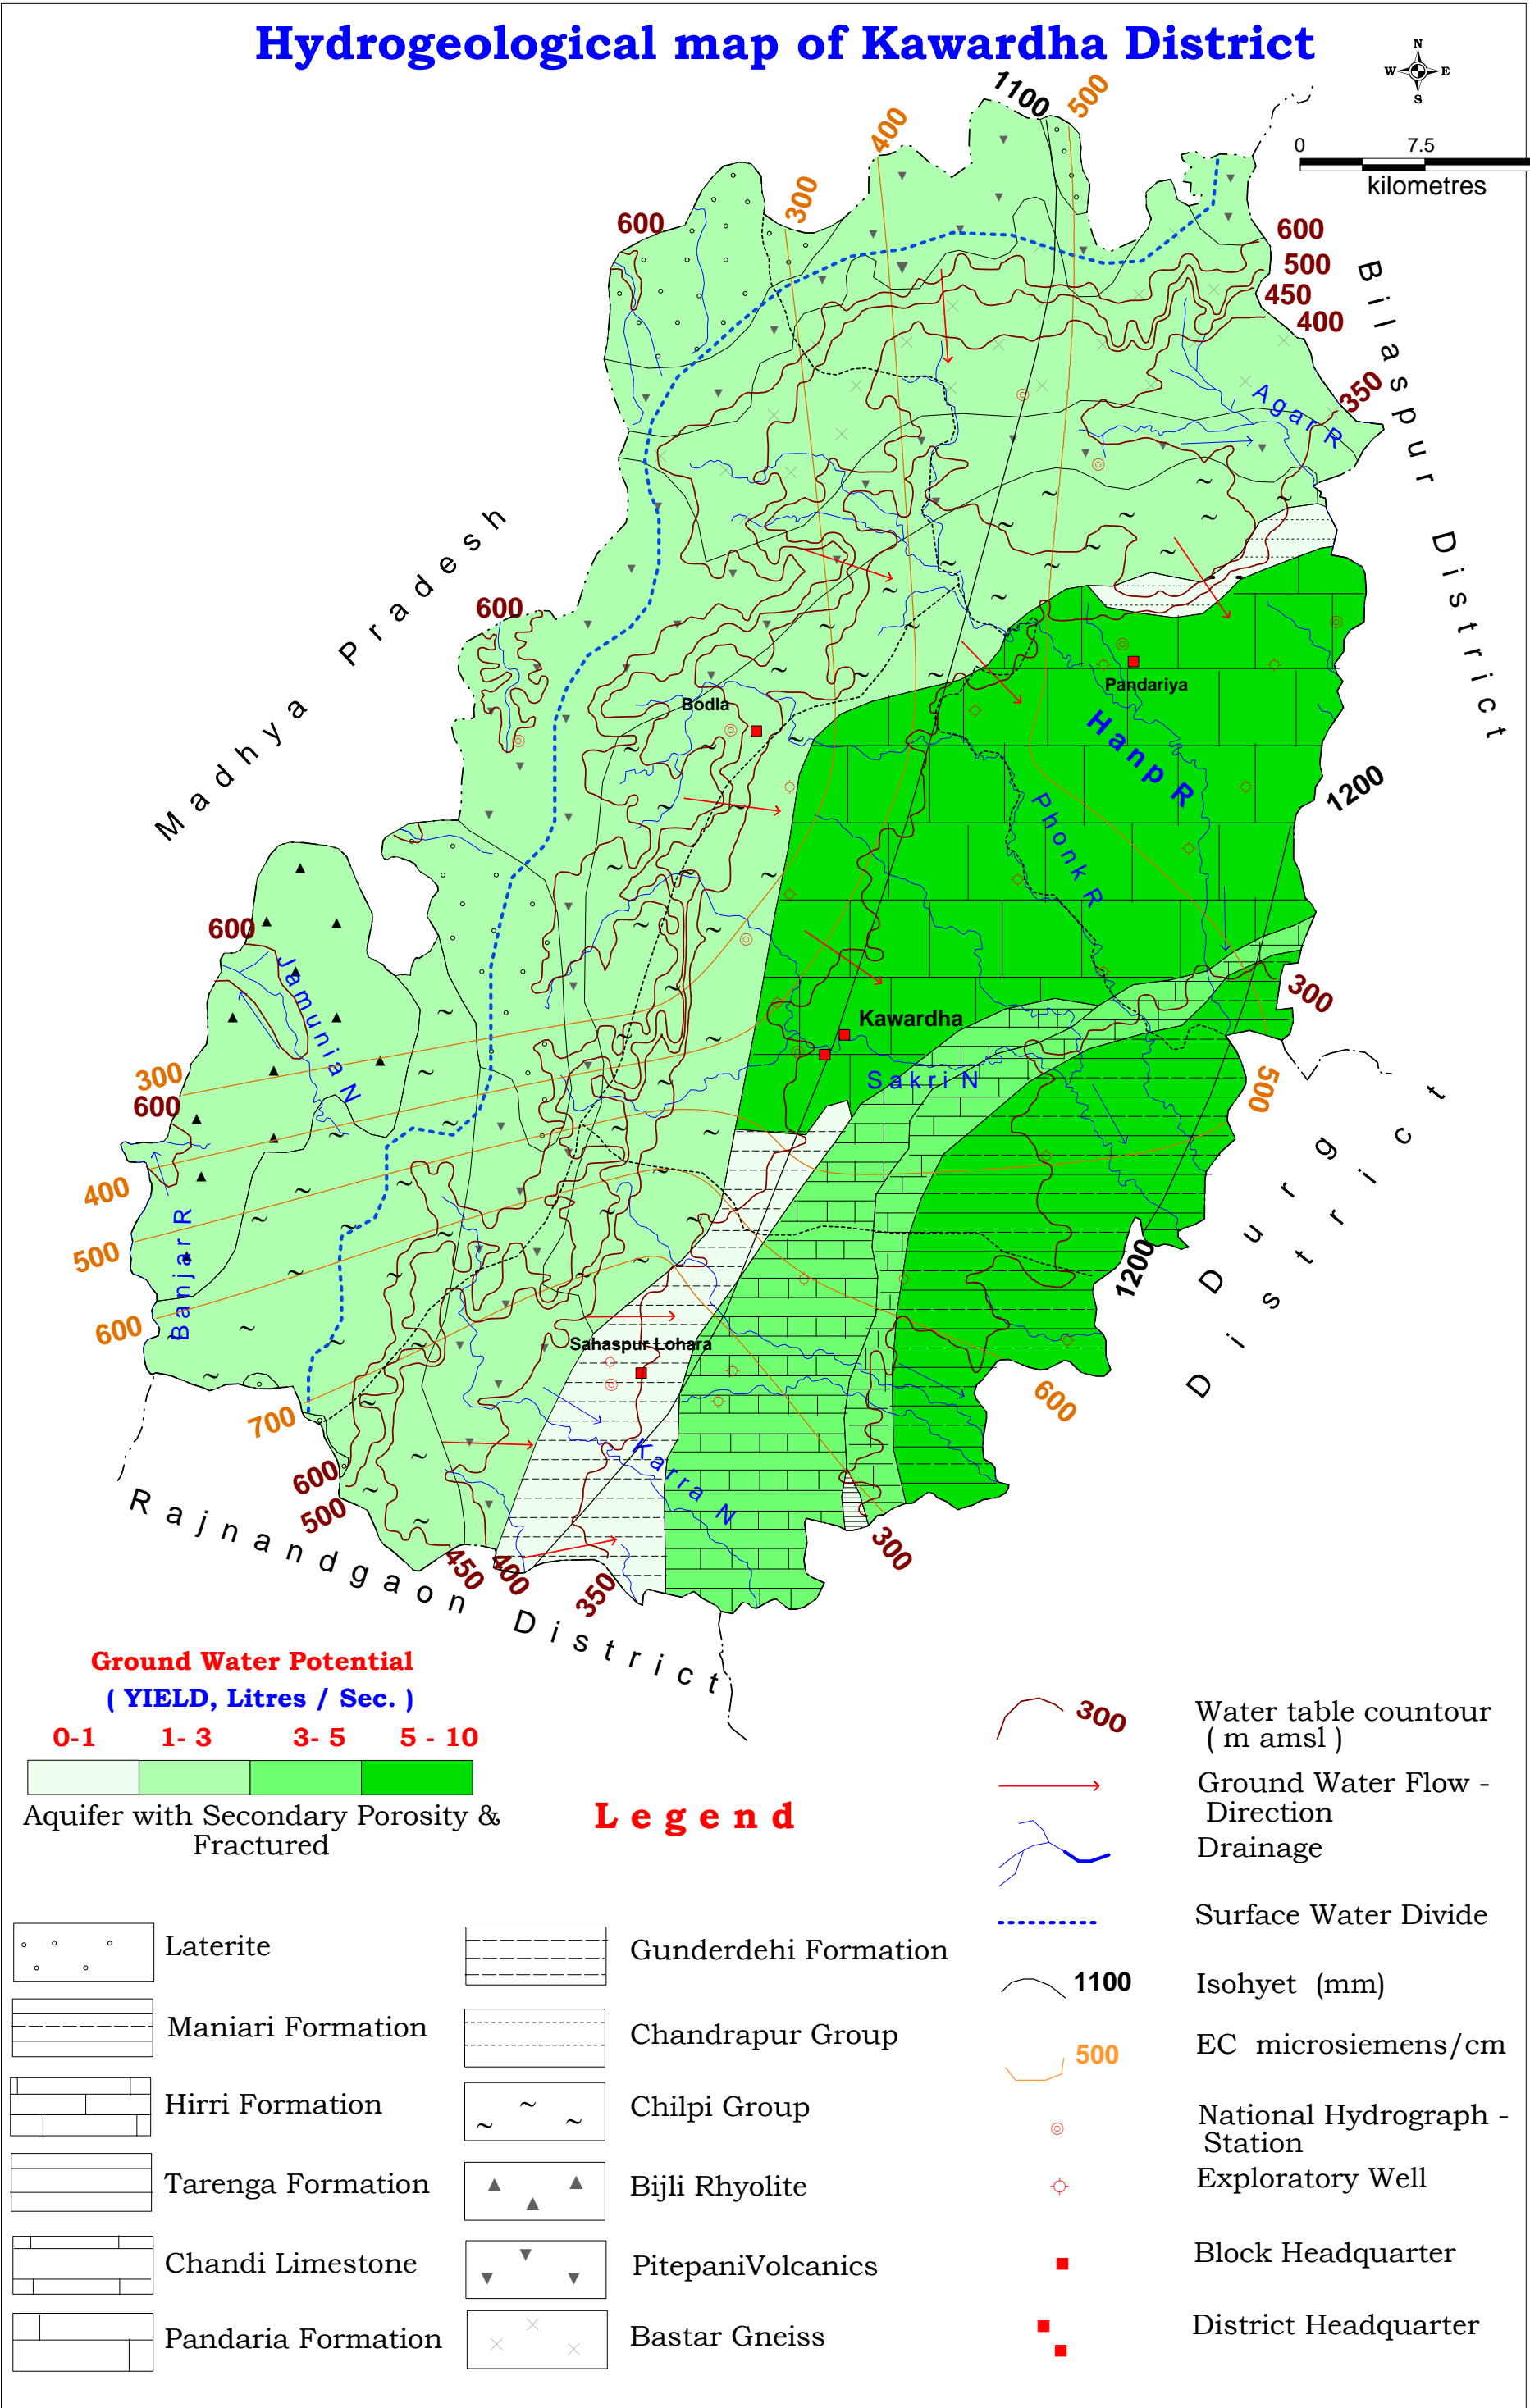 Hydrogeological map of Kawardha District
N
W E
S
0 7.5
kilometres
1100
500
400
300
600
600
500
450
400
350
Bilaspur District
Agar R
Madhya Pradesh
600
Bodla
Pandariya
Hanp R
Phonk R
1200
600
Jamunia N
300
Kawardha
Sakri N
300
600
500
Durg
District
400
500
Banjar R
600
1200
Sahaspur Lohara
700
600
600
500
Karra N
450
400
350
300
Rajnandgaon District
Ground Water Potential
( YIELD, Litres / Sec. )
0-1 1- 3 3- 5 5 - 10
Aquifer with Secondary Porosity &
Fractured
Legend
300 Water table countour
( m amsl )
Ground Water Flow -
Direction
Drainage
Surface Water Divide
1100 Isohyet (mm)
500 EC microsiemens/cm
National Hydrograph -
Station
Exploratory Well
Block Headquarter
District Headquarter
Laterite
Maniari Formation
Hirri Formation
Tarenga Formation
Chandi Limestone
Pandaria Formation
Gunderdehi Formation
Chandrapur Group
Chilpi Group
Bijli Rhyolite
PitepaniVolcanics
Bastar Gneiss